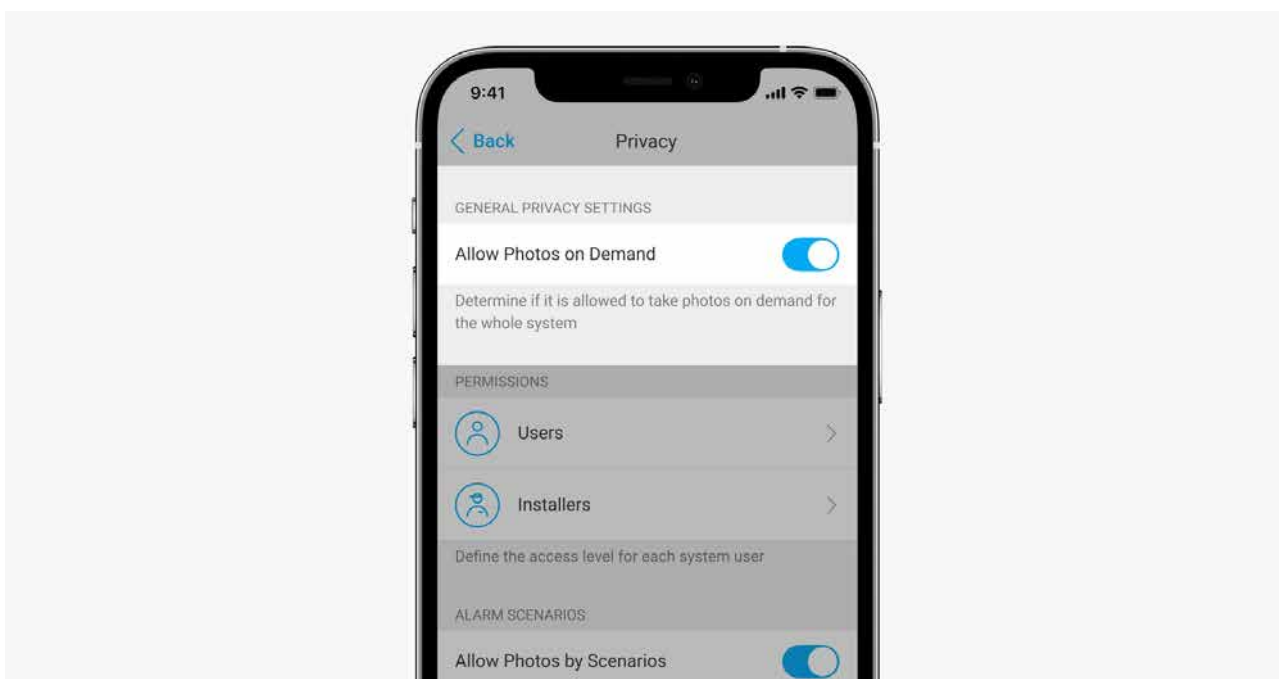 9:41
Back
Privacy
GENERAL PRIVACY SETTINGS
Allow Photos on Demand
Determine if it is allowed to take photos on demand for
the whole system
PERMISSIONS
Users
Installers
Define the access level for each system user
ALARM SCENARIOS
Allow Photos by Scenarios